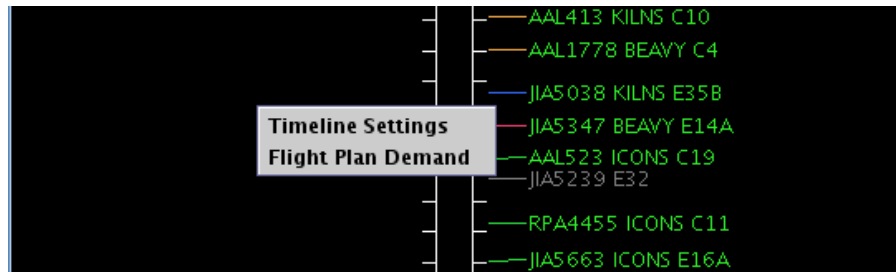 AAL413 KILNS C10
AAL1778 BEAVY C4
JIA5038 KILNS E35B
Timeline Settings
JIA5347 BEAVY E14A
Flight Plan Demand
AAL523 ICONS C19
JIA5239 E32
RPA4455 ICONS C11
JIA5663 ICONS E16A